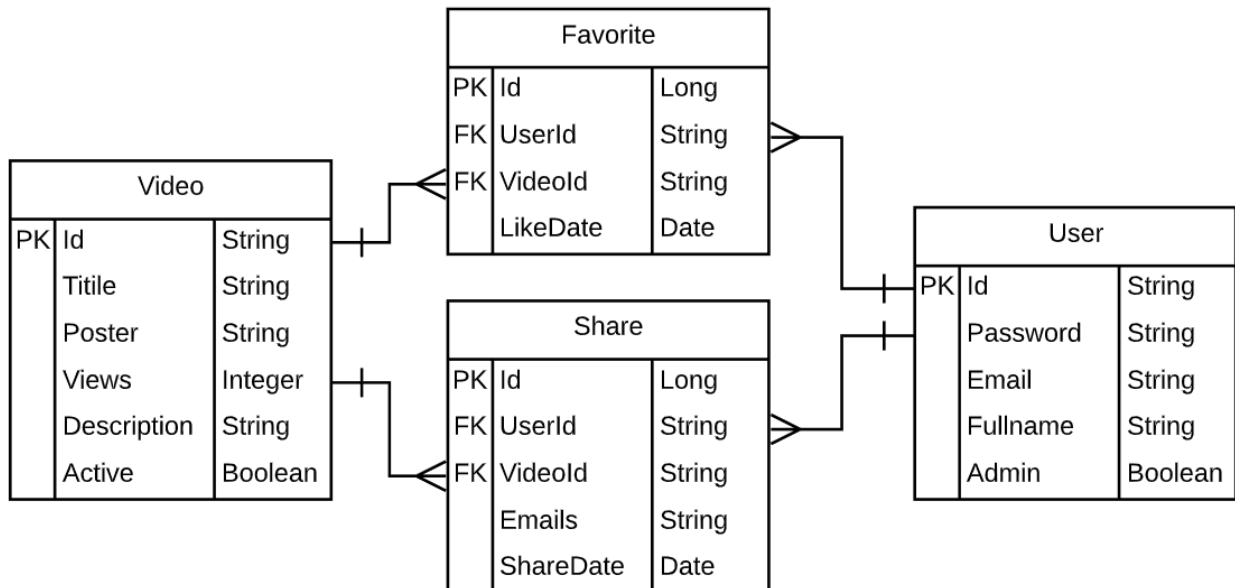 Favorite
PK Id Long
FK UserId String
FK VideoId String
LikeDate Date
Video
PK Id String
Titile String
Poster String
Views Integer
Description String
Active Boolean
Share
PK Id Long
FK UserId String
FK VideoId String
Emails String
ShareDate Date
User
PK Id String
Password String
Email String
Fullname String
Admin Boolean